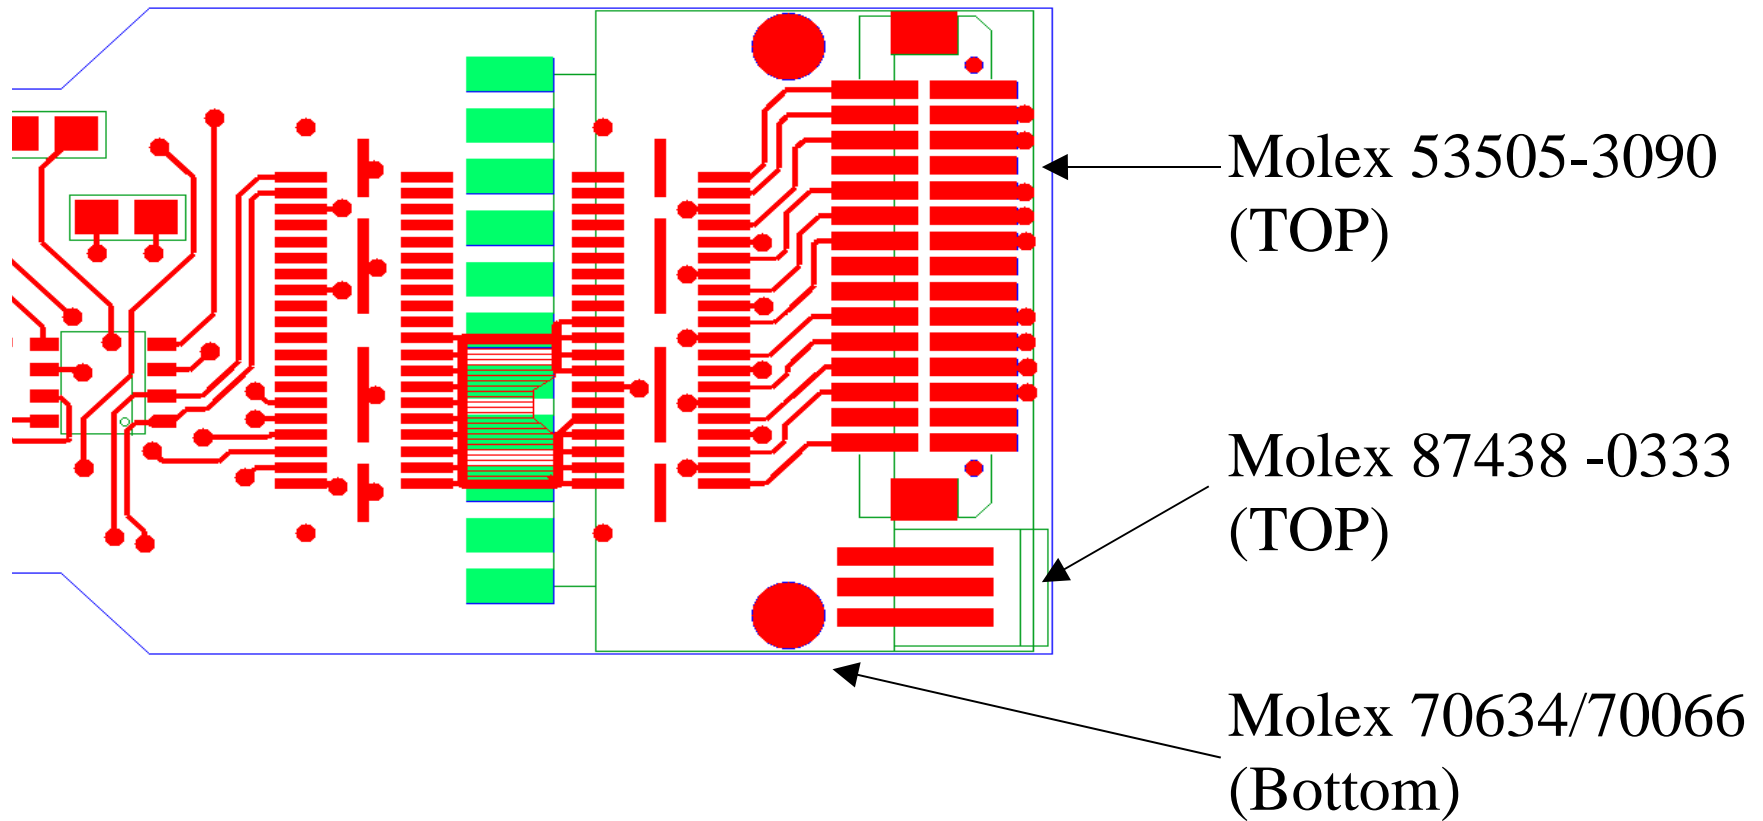 Molex 53505-3090
(TOP)
Molex 87438 -0333
(TOP)
Molex 70634/70066
(Bottom)